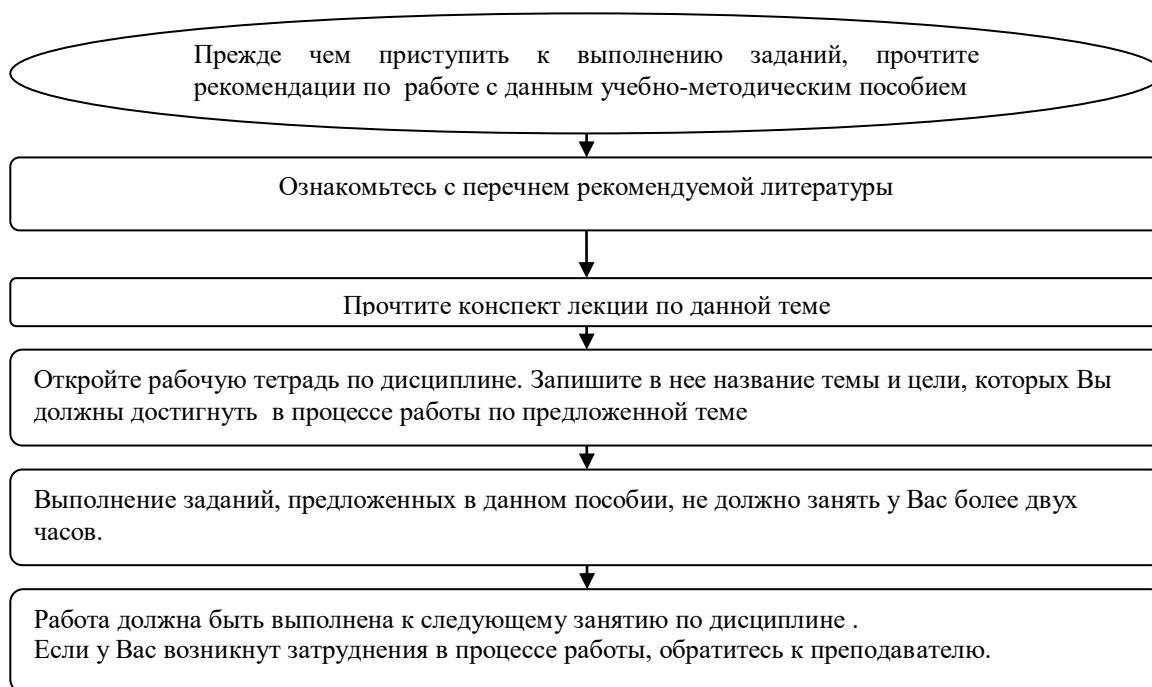 Прежде чем приступить к выполнению заданий, прочтите
рекомендации по работе с данным учебно-методическим пособием
Ознакомьтесь с перечнем рекомендуемой литературы
Прочтите конспект лекции по данной теме
Откройте рабочую тетрадь по дисциплине. Запишите в нее название темы и цели, которых Вы
должны достигнуть в процессе работы по предложенной теме
Выполнение заданий, предложенных в данном пособии, не должно занять у Вас более двух
часов.
Работа должна быть выполнена к следующему занятию по дисциплине .
Если у Вас возникнут затруднения в процессе работы, обратитесь к преподавателю.